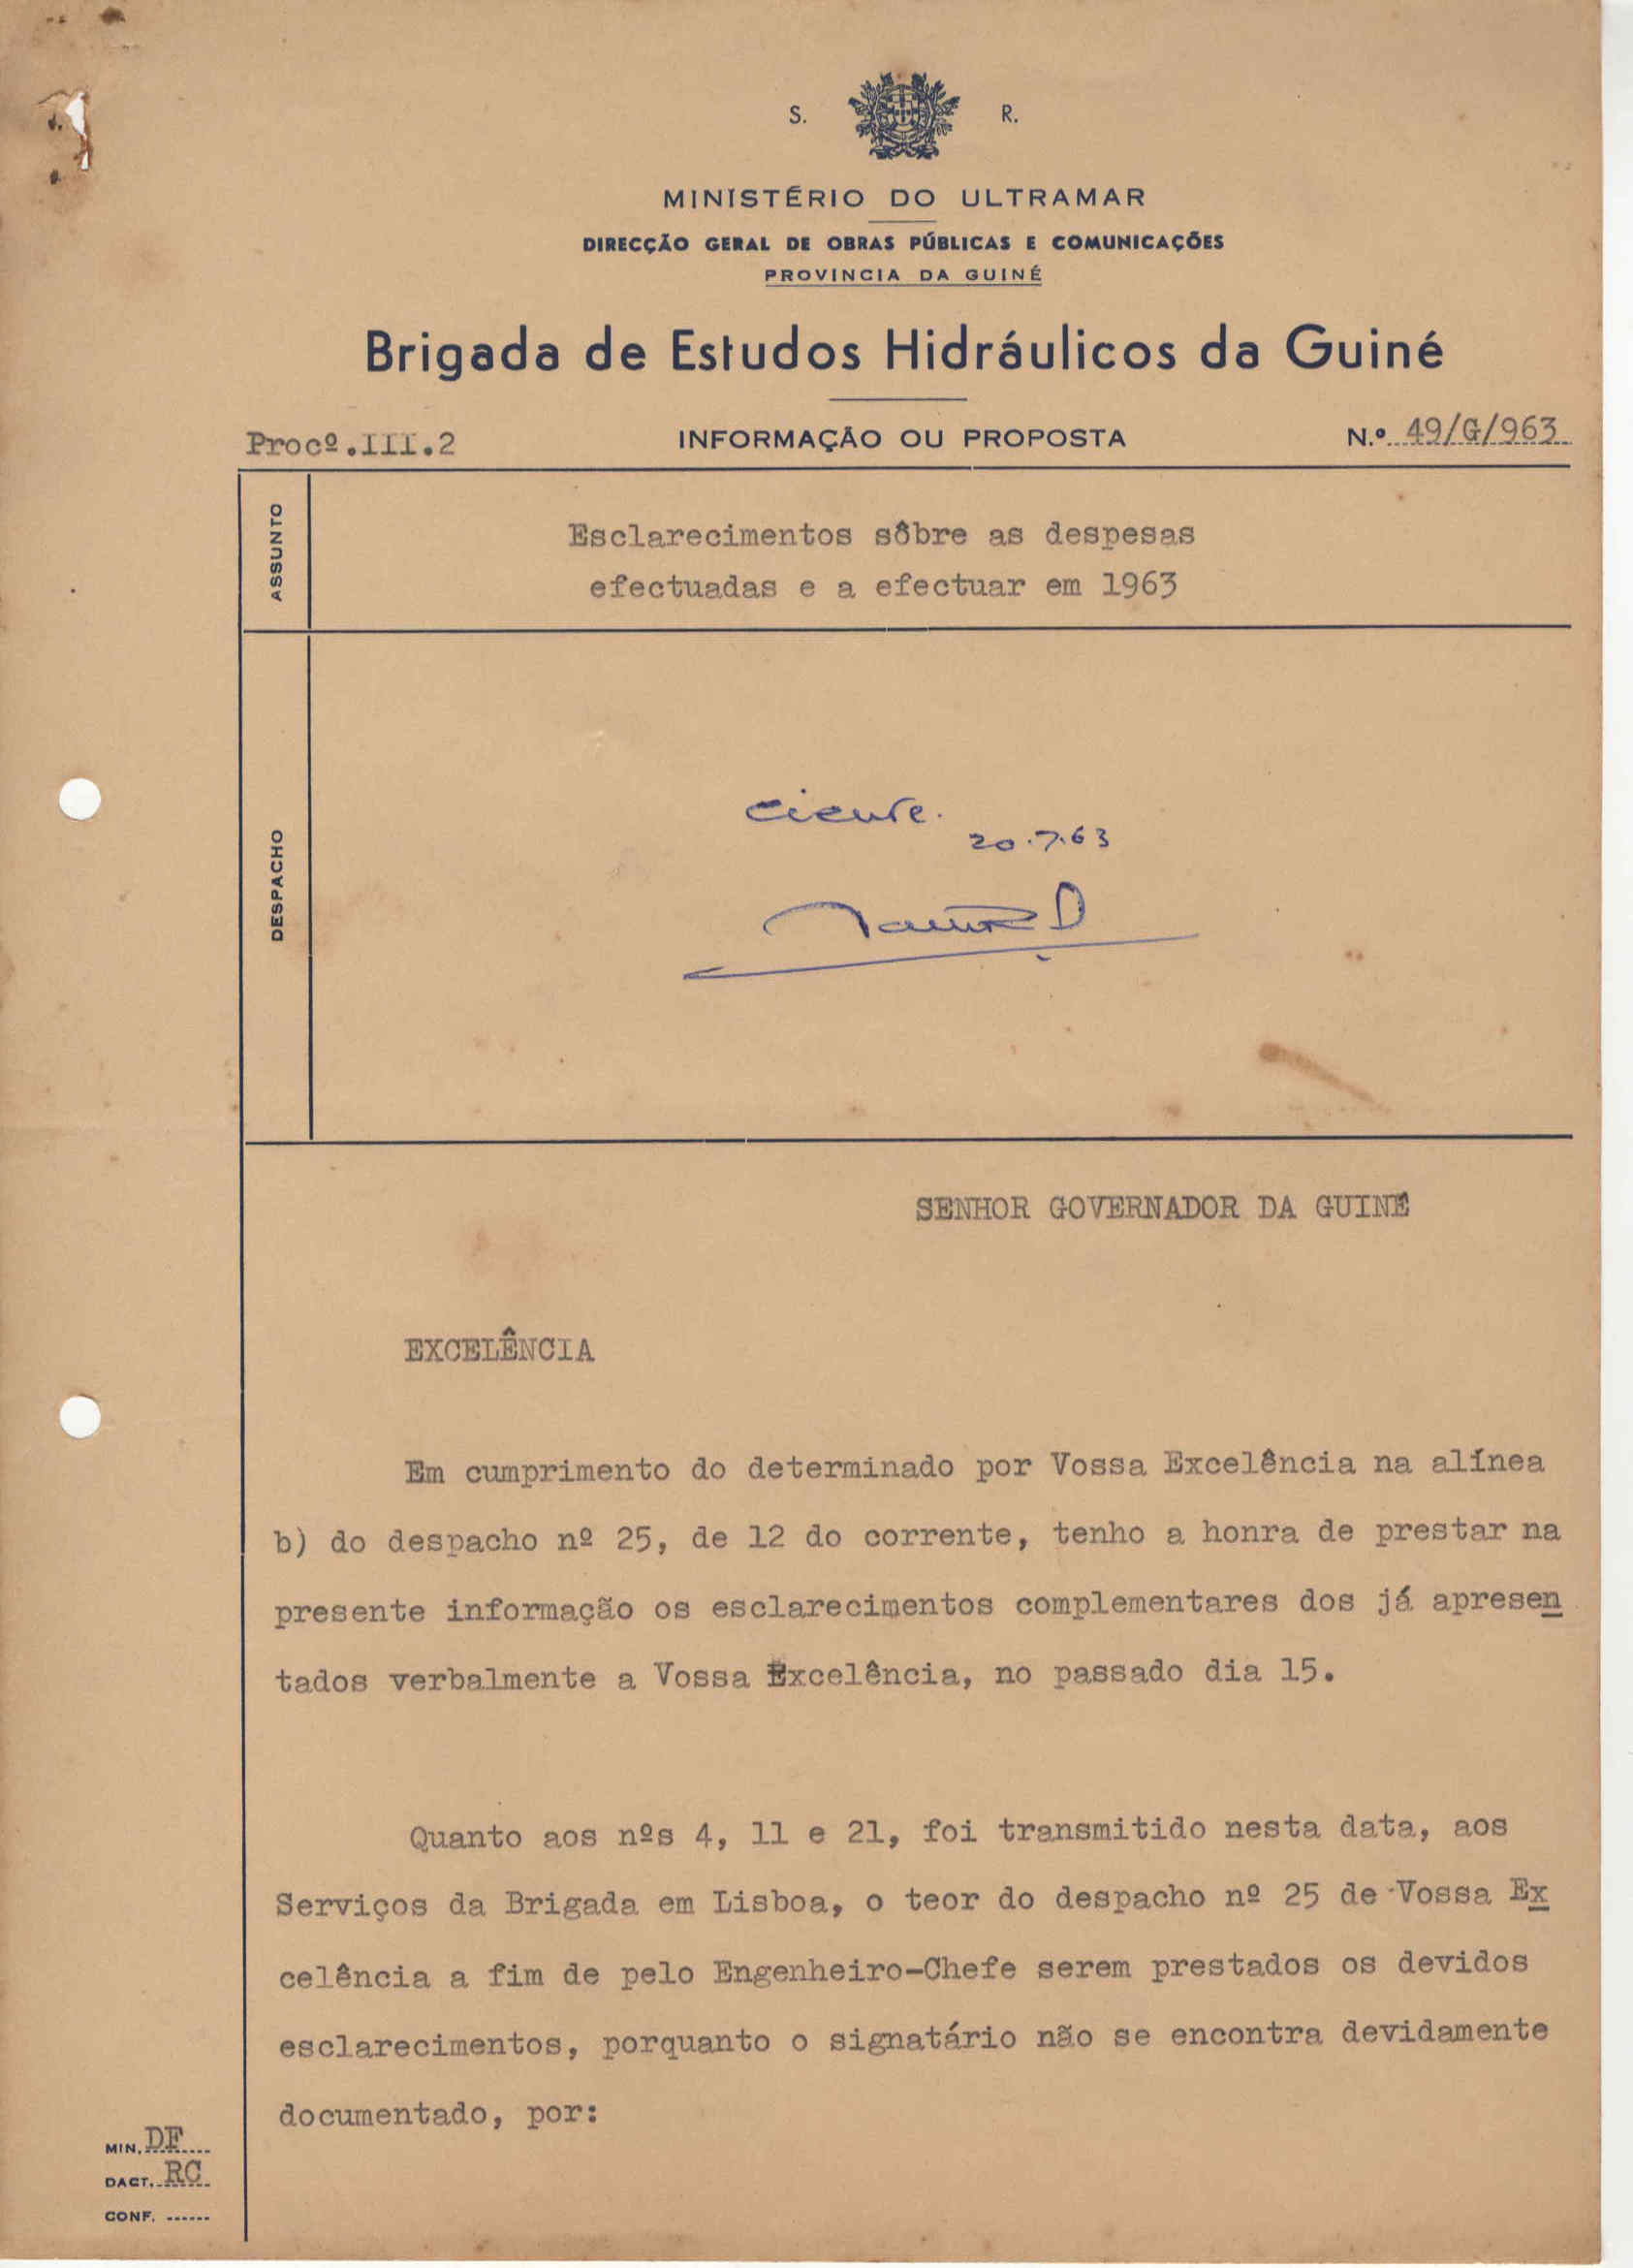 S. R.
MINISTÉRIO DO ULTRAMAR
DIRECÇÃO GERAL DE OBRAS PÚBLICAS E COMUNICAÇÕES
PROVINCIA DA GUINÉ
Brigada de Estudos Hidráulicos da Guiné
Procº.III.2 INFORMAÇÃO OU PROPOSTA N.º 49/G/963
ASSUNTO
Esclarecimentos sôbre as despesas
efectuadas e a efectuar em 1963
DESPACHO
Ciente.
20.7.63
SENHOR GOVERNADOR DA GUINÉ
EXCELÊNCIA
Em cumprimento do determinado por Vossa Excelência na alínea
b) do despacho nº 25, de 12 do corrente, tenho a honra de prestar na
presente informação os esclarecimentos complementares dos já apresen
tados verbalmente a Vossa Excelência, no passado dia 15.
Quanto aos nºs 4, 11 e 21, foi transmitido nesta data, aos
Serviços da Brigada em Lisboa, o teor do despacho nº 25 de Vossa Ex
celência a fim de pelo Engenheiro-Chefe serem prestados os devidos
esclarecimentos, porquanto o signatário não se encontra devidamente
documentado, por:
MIN. DF
DACT. RC
CONF.